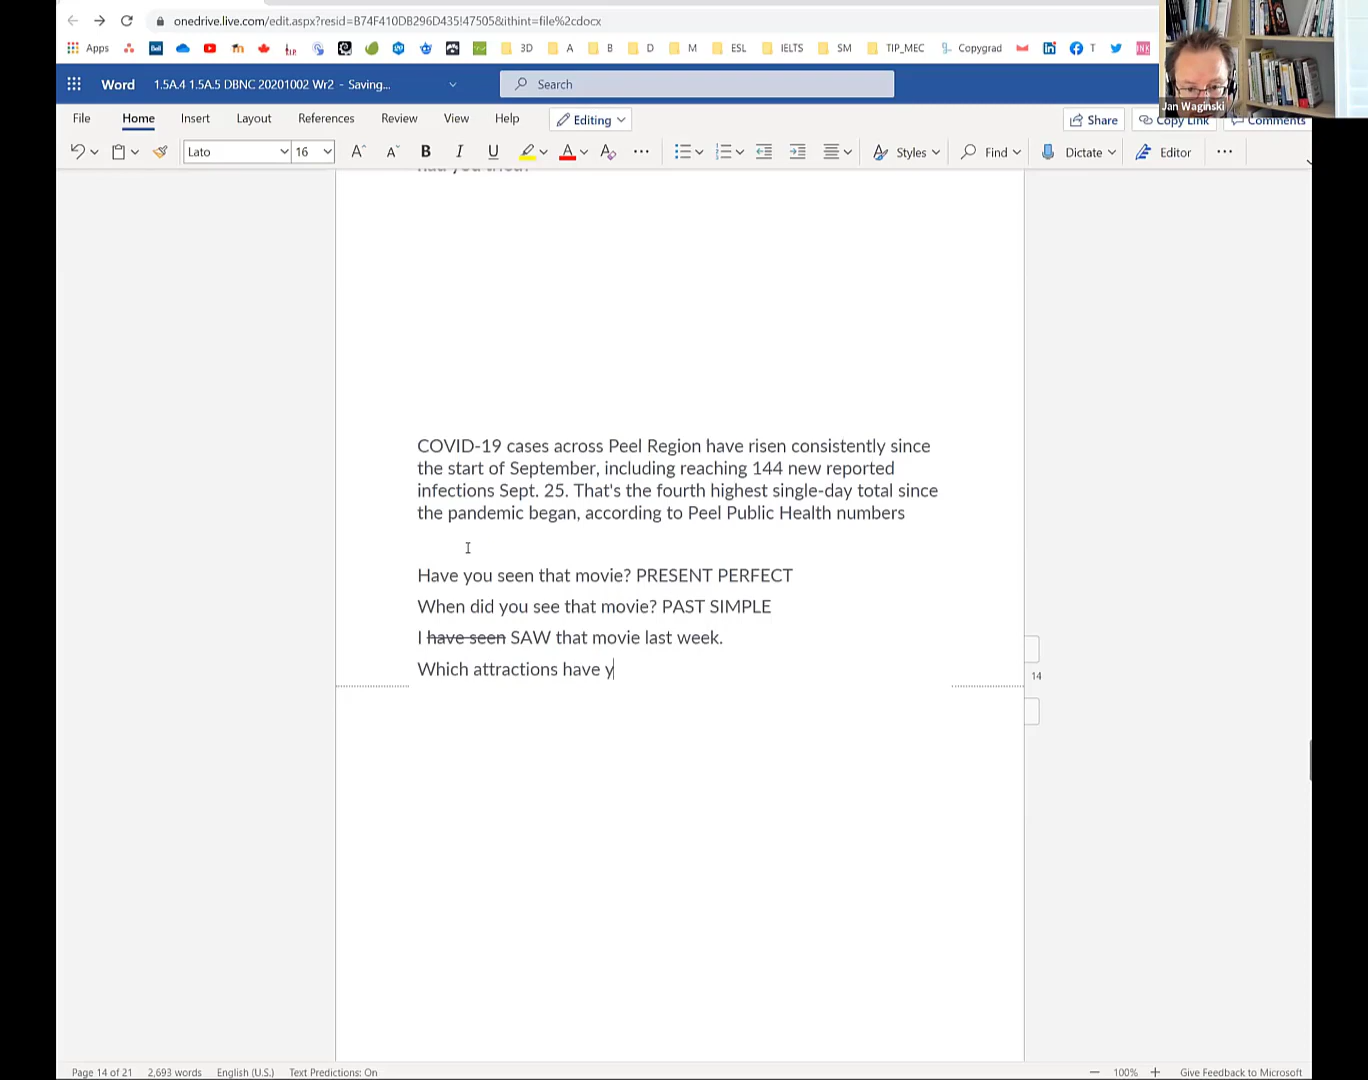 onedrive.live.com/edit.aspx?resid=B74F410DB296D435!47505&ithint=file%2cdocx
Apps 3D A B D M ESL IELTS SM TIP_MEC Copygrad T
Word 1.5A.4 1.5A.5 DBNC 20201002 Wr2 - Saving... Search
Jan Waginski
File Home Insert Layout References Review View Help Editing Share Copy Link Comments
Lato 16 A A B I U A A Styles Find Dictate Editor
had you tried?
COVID-19 cases across Peel Region have risen consistently since
the start of September, including reaching 144 new reported
infections Sept. 25. That's the fourth highest single-day total since
the pandemic began, according to Peel Public Health numbers
Have you seen that movie? PRESENT PERFECT
When did you see that movie? PAST SIMPLE
I have seen SAW that movie last week.
Which attractions have y
14
Page 14 of 21 2,693 words English (U.S.) Text Predictions: On 100% Give Feedback to Microsoft